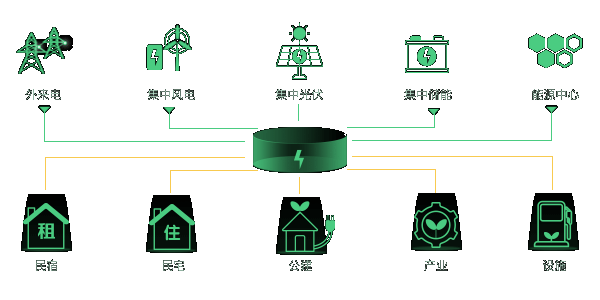 外来电
集中风电
集中光伏
集中储能
能源中心
租
住
民宿
民宅
公建
产业
设施